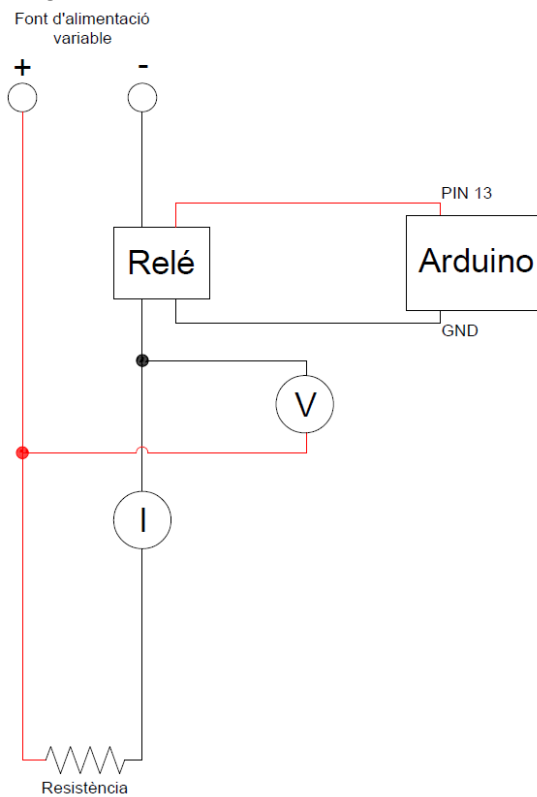 Font d'alimentació
variable
+ -
PIN 13
Relé
Arduino
GND
V
I
Resistència